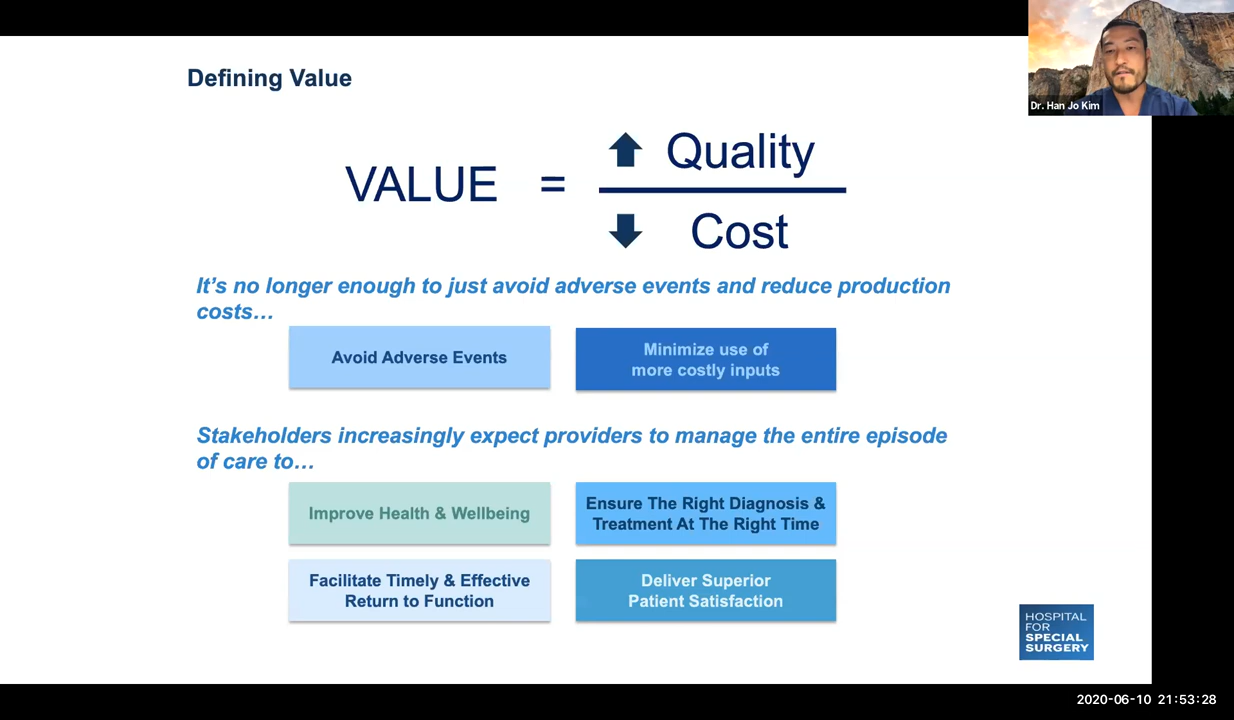 Defining Value
Dr. Han Jo Kim
VALUE = Quality
Cost
It’s no longer enough to just avoid adverse events and reduce production
costs…
Avoid Adverse Events
Minimize use of
more costly inputs
Stakeholders increasingly expect providers to manage the entire episode
of care to…
Improve Health & Wellbeing
Ensure The Right Diagnosis &
Treatment At The Right Time
Facilitate Timely & Effective
Return to Function
Deliver Superior
Patient Satisfaction
HOSPITAL
FOR
SPECIAL
SURGERY
2020-06-10 21:53:28